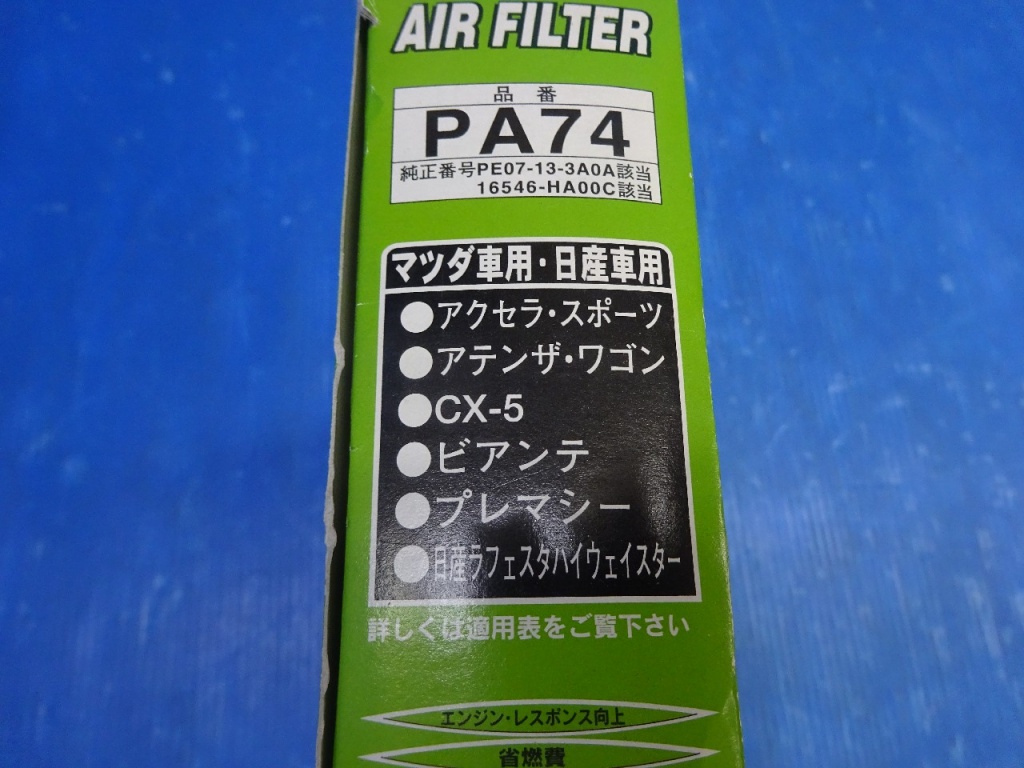 AIR FILTER
品番
PA74
純正番号PE07-13-3A0A該当
16546-HA00C該当
マツダ車用・日産車用
●アクセラ・スポーツ
●アテンザ・ワゴン
●CX-5
●ビアンテ
●プレマシー
●日産ラフェスタハイウェイスター
詳しくは適用表をご覧下さい
エンジン・レスポンス向上
省燃費